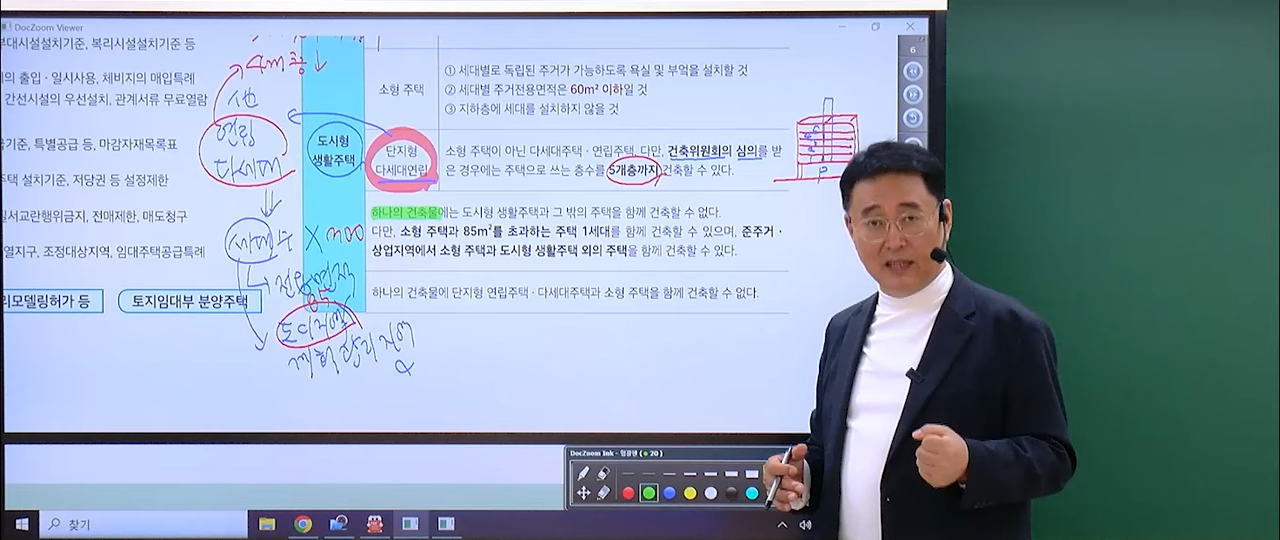 DocZoom Viewer
부대시설설치기준, 복리시설설치기준 등
의 출입 · 일시사용, 체비지의 매입특례
간선시설의 우선설치, 관계서류 무료열람
급기준, 특별공급 등, 마감자재목록표
주택 설치기준, 저당권 등 설정제한
질서교란행위금지, 전매제한, 매도청구
열지구, 조정대상지역, 임대주택공급특례
리모델링허가 등
토지임대부 분양주택
도시형
생활주택
소형 주택
① 세대별로 독립된 주거가 가능하도록 욕실 및 부엌을 설치할 것
② 세대별 주거전용면적은 60m² 이하일 것
③ 지하층에 세대를 설치하지 않을 것
단지형
다세대연립
소형 주택이 아닌 다세대주택 · 연립주택. 다만, 건축위원회의 심의를 받
은 경우에는 주택으로 쓰는 층수를 5개층까지 건축할 수 있다.
하나의 건축물에는 도시형 생활주택과 그 밖의 주택을 함께 건축할 수 없다.
다만, 소형 주택과 85m²를 초과하는 주택 1세대를 함께 건축할 수 있으며, 준주거 ·
상업지역에서 소형 주택과 도시형 생활주택 외의 주택을 함께 건축할 수 있다.
하나의 건축물에 단지형 연립주택 · 다세대주택과 소형 주택을 함께 건축할 수 없다.
연립
다세대
세대수 X 300
전용면적
85
도시지역
6
DocZoom Ink - 형광펜 ( 20 )
찾기